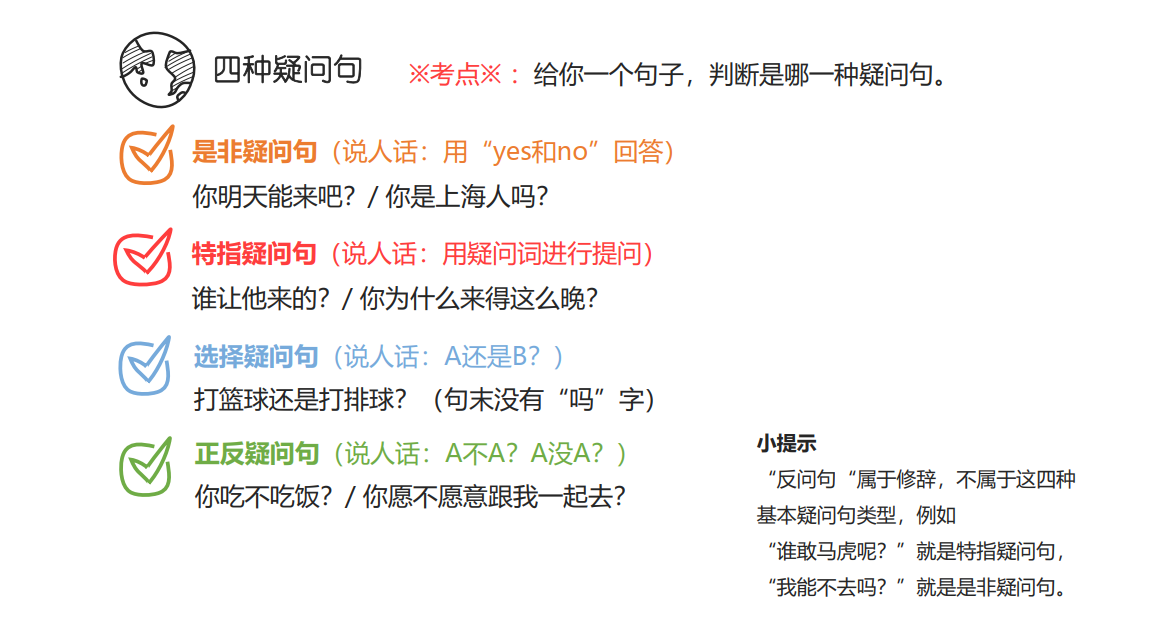 四种疑问句 ※考点※ ：给你一个句子，判断是哪一种疑问句。
是非疑问句（说人话：用“yes和no”回答）
你明天能来吧？/ 你是上海人吗？
特指疑问句（说人话：用疑问词进行提问）
谁让他来的？/ 你为什么来得这么晚？
选择疑问句（说人话：A还是B？）
打篮球还是打排球？（句末没有“吗”字）
正反疑问句（说人话：A不A？A没A？）
你吃不吃饭？/ 你愿不愿意跟我一起去？
小提示
“反问句“属于修辞，不属于这四种
基本疑问句类型，例如
“谁敢马虎呢？”就是特指疑问句，
“我能不去吗？”就是是非疑问句。